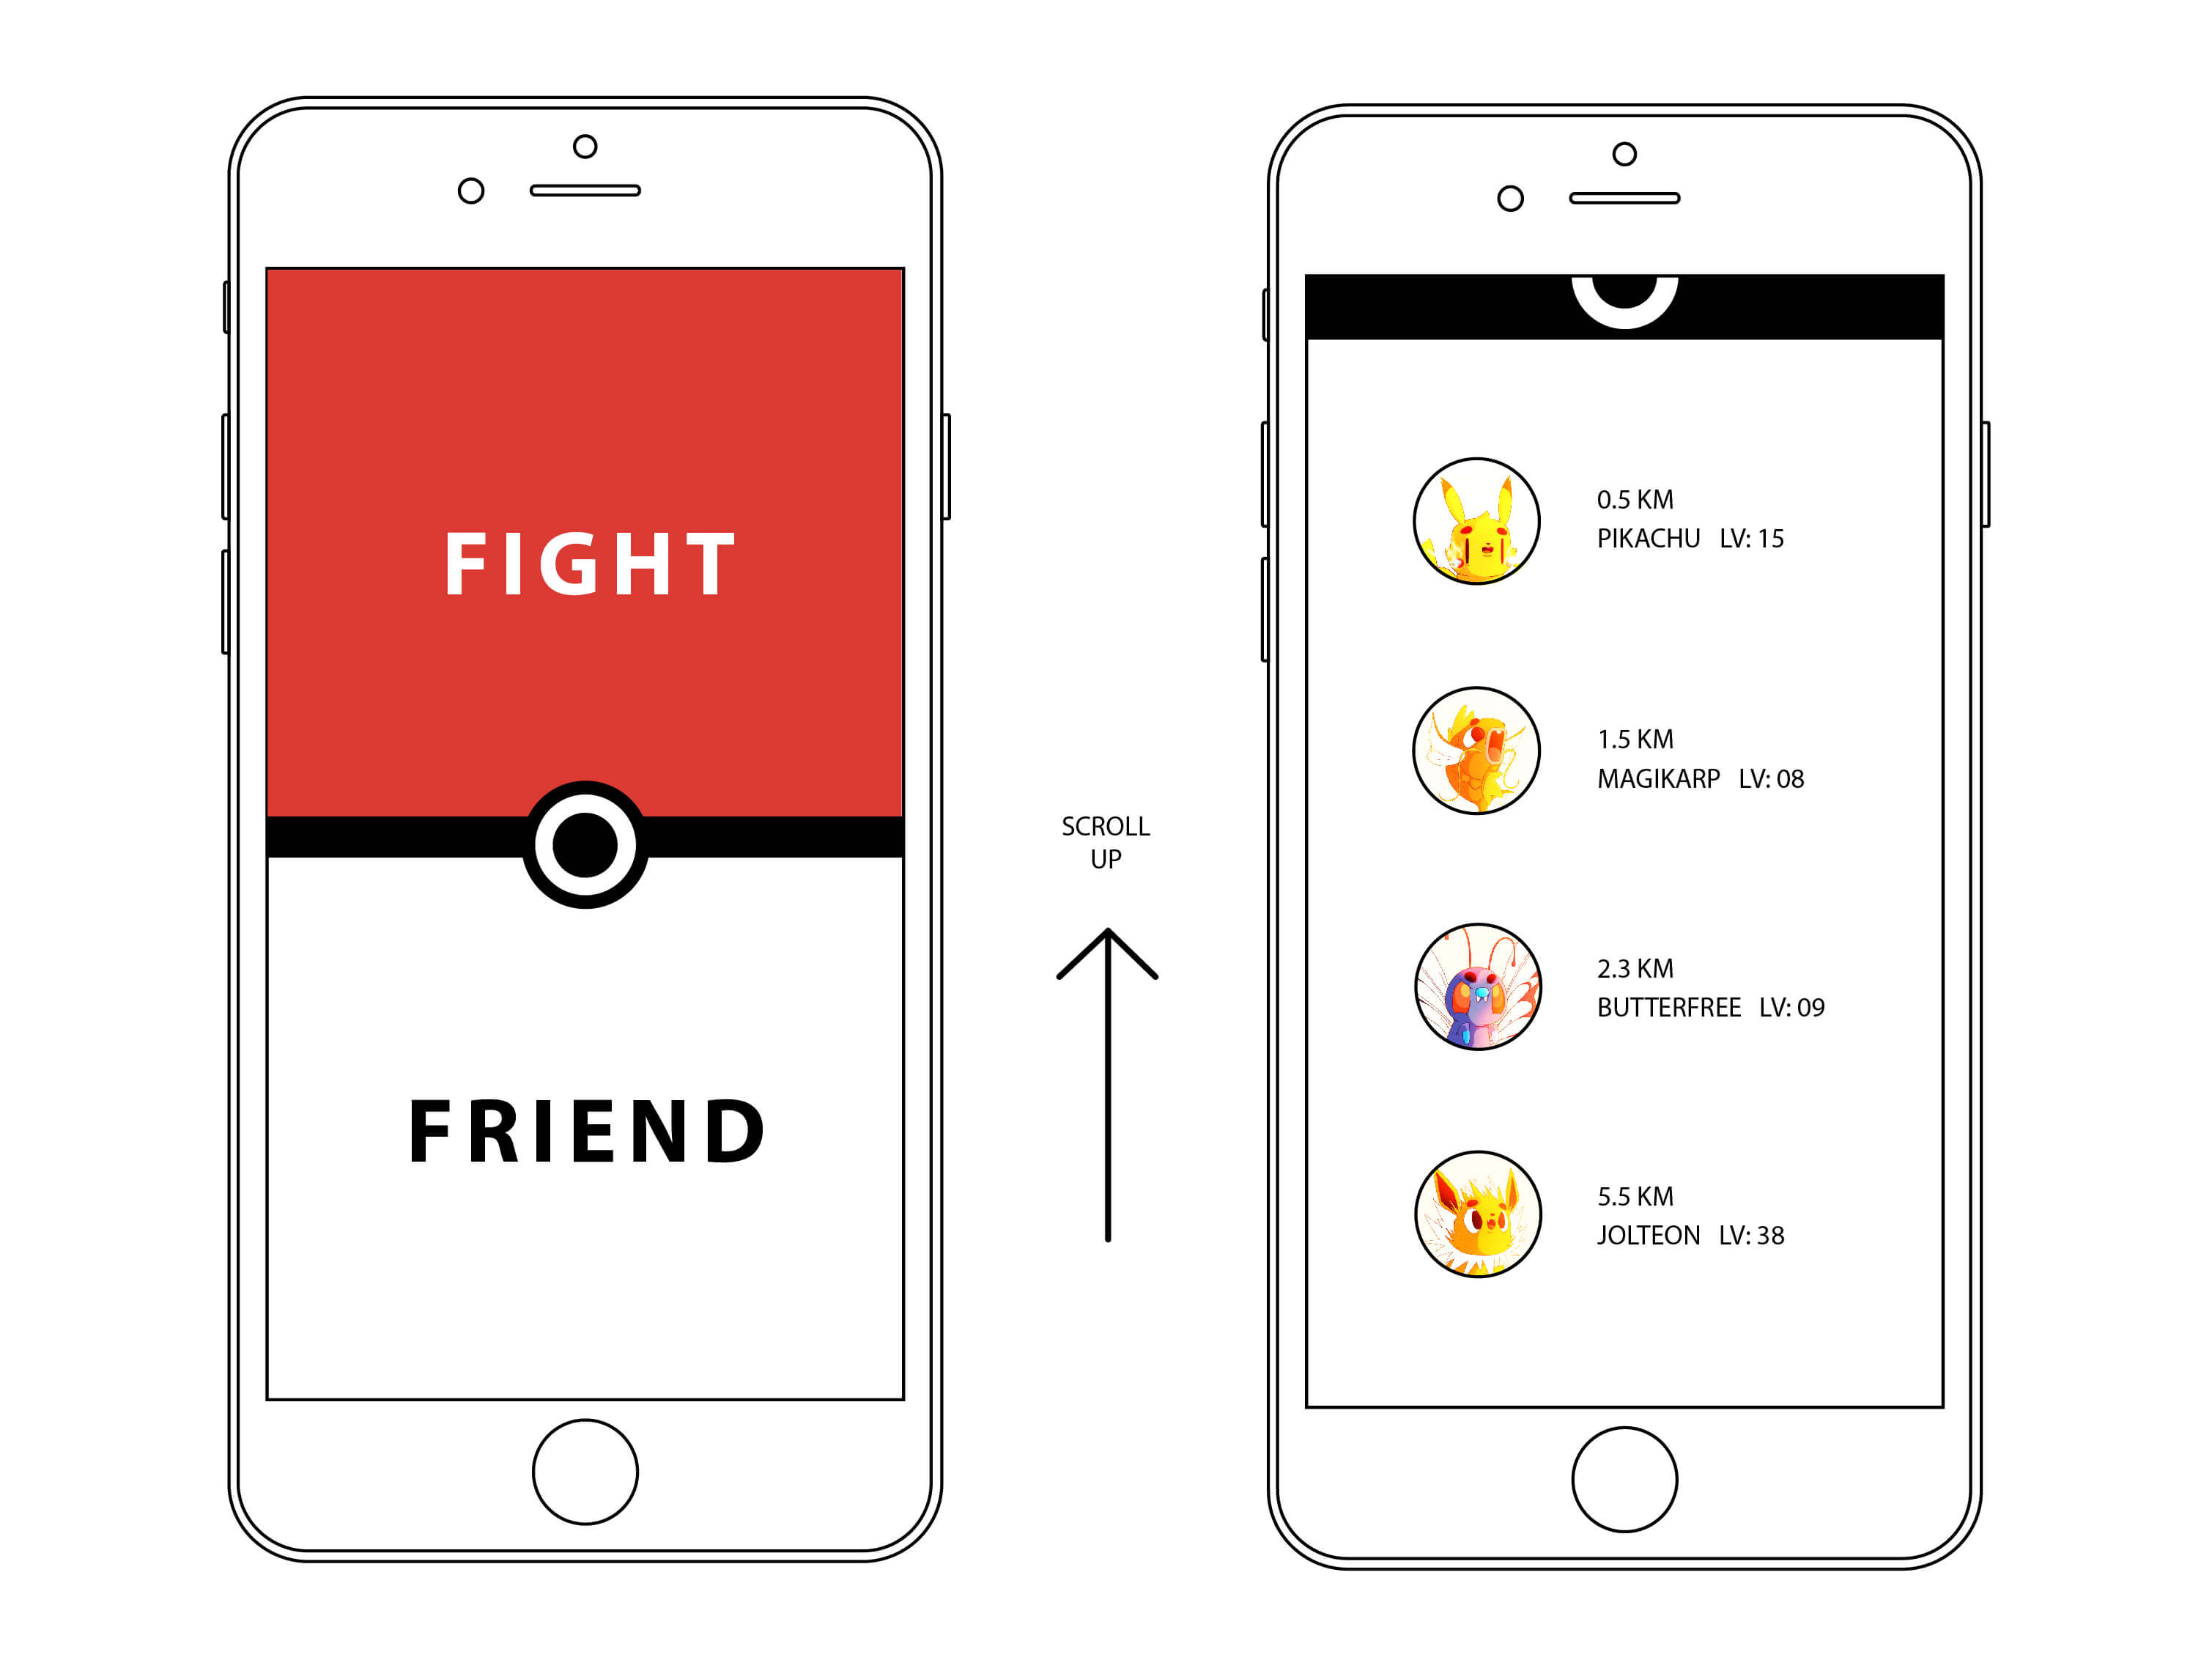 FIGHT
FRIEND
SCROLL
UP
0.5 KM
PIKACHU LV: 15
1.5 KM
MAGIKARP LV: 08
2.3 KM
BUTTERFREE LV: 09
5.5 KM
JOLTEON LV: 38